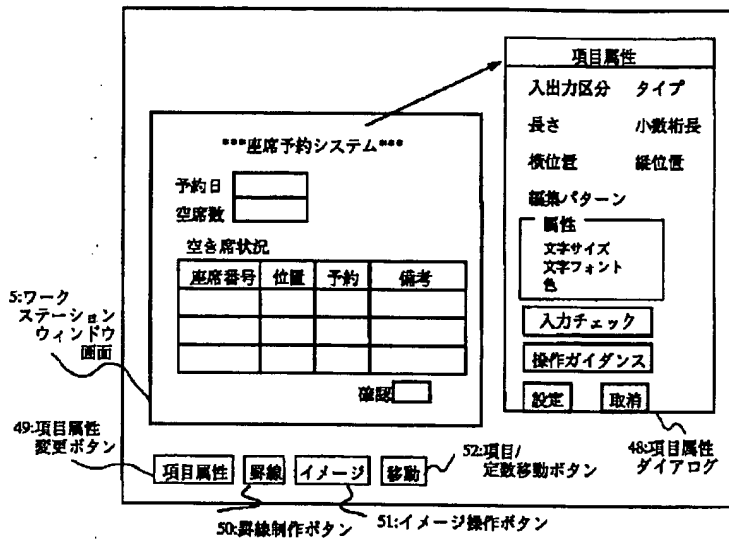 項目属性
入出力区分 タイプ
長さ 小数桁長
横位置 縦位置
編集パターン
属性
文字サイズ
文字フォント
色
入力チェック
操作ガイダンス
設定 取消
***座席予約システム***
予約日
空席数
空き席状況
座席番号 位置 予約 備考
確認
5:ワーク
ステーション
ウィンドウ
画面
49:項目属性
変更ボタン
項目属性 罫線 イメージ 移動
52:項目/
定数移動ボタン
48:項目属性
ダイアログ
50:罫線制作ボタン
51:イメージ操作ボタン